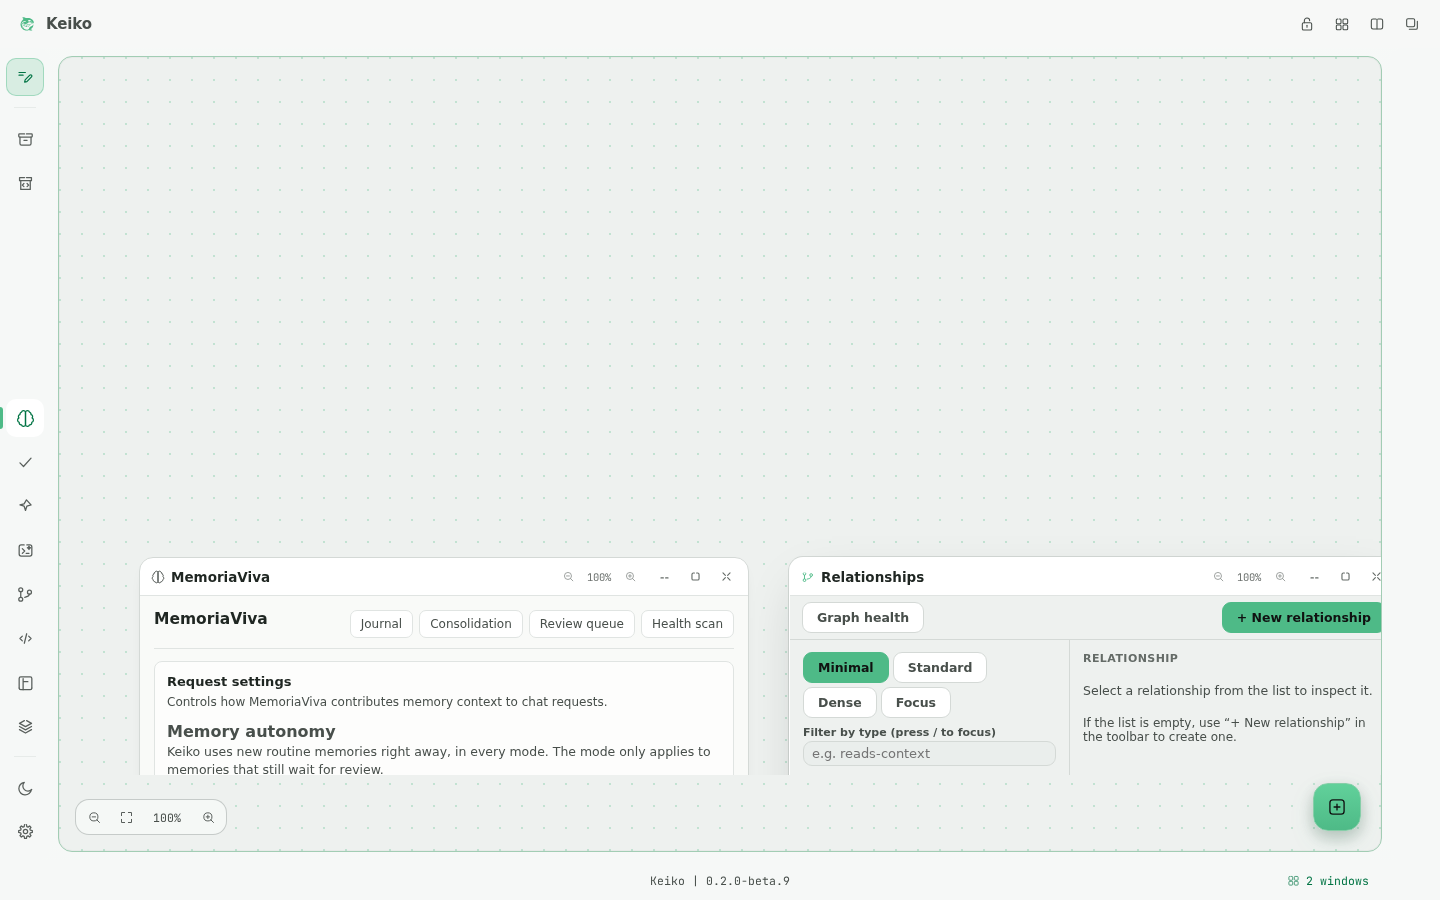 Keiko
MemoriaViva
100%
MemoriaViva
Journal
Consolidation
Review queue
Health scan
Request settings
Controls how MemoriaViva contributes memory context to chat requests.
Memory autonomy
Keiko uses new routine memories right away, in every mode. The mode only applies to
memories that still wait for review.
Relationships
100%
Graph health
+ New relationship
Minimal
Standard
Dense
Focus
Filter by type (press / to focus)
e.g. reads-context
RELATIONSHIP
Select a relationship from the list to inspect it.
If the list is empty, use “+ New relationship” in
the toolbar to create one.
100%
Keiko | 0.2.0-beta.9
2 windows